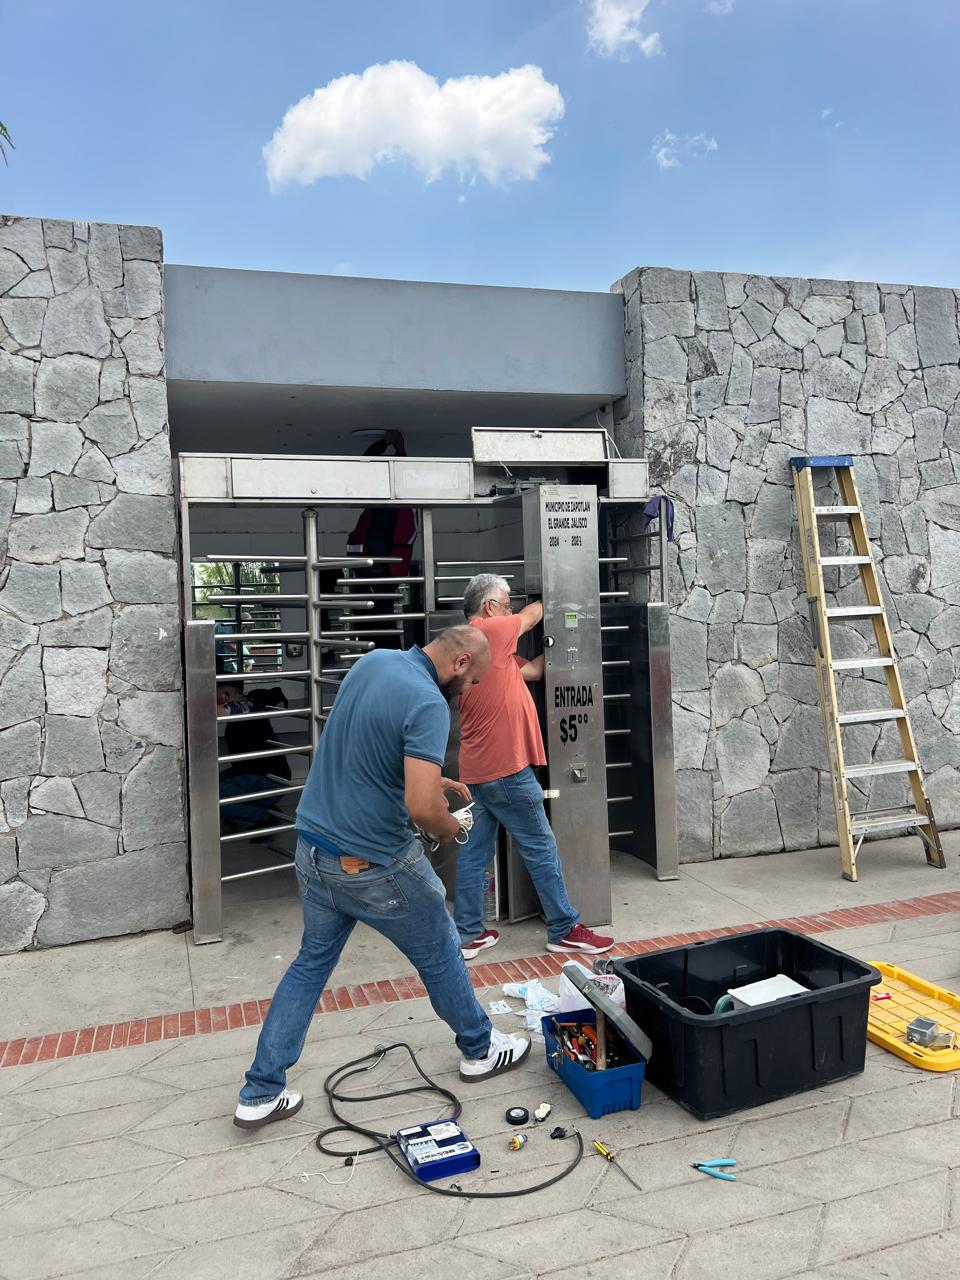 MUNICIPIO DE ZAPOTLAN
EL GRANDE JALISCO
2024 - 2027
ENTRADA
$5°°